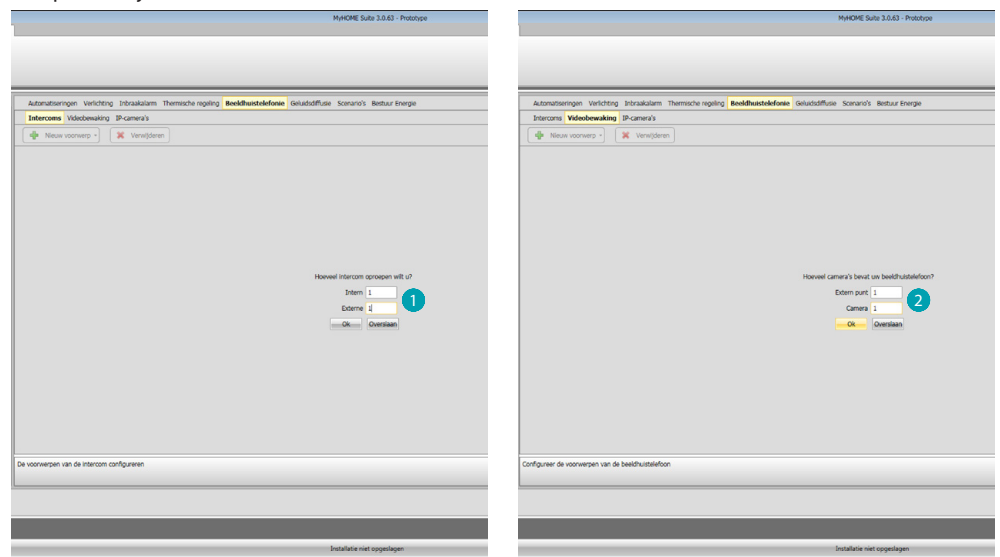 MyHOME Suite 3.0.63 - Prototype
Automatiseringen Verlichting Inbraakalarm Thermische regeling Beeldhuistelefonie Geluidsdiffusie Scenario's Bestuur Energie
Intercoms Videobewaking IP-camera's
Nieuw voorwerp Verwijderen
Hoeveel intercom oproepen wilt u?
Intern 1
Externe 1
1
Ok Overslaan
De voorwerpen van de intercom configureren
Installatie niet opgeslagen
MyHOME Suite 3.0.63 - Prototype
Automatiseringen Verlichting Inbraakalarm Thermische regeling Beeldhuistelefonie Geluidsdiffusie Scenario's Bestuur Energie
Intercoms Videobewaking IP-camera's
Nieuw voorwerp Verwijderen
Hoeveel camera's bevat uw beeldhuistelefoon?
Extern punt 1
Camera 1
2
Ok Overslaan
Configureer de voorwerpen van de beeldhuistelefoon
Installatie niet opgeslagen